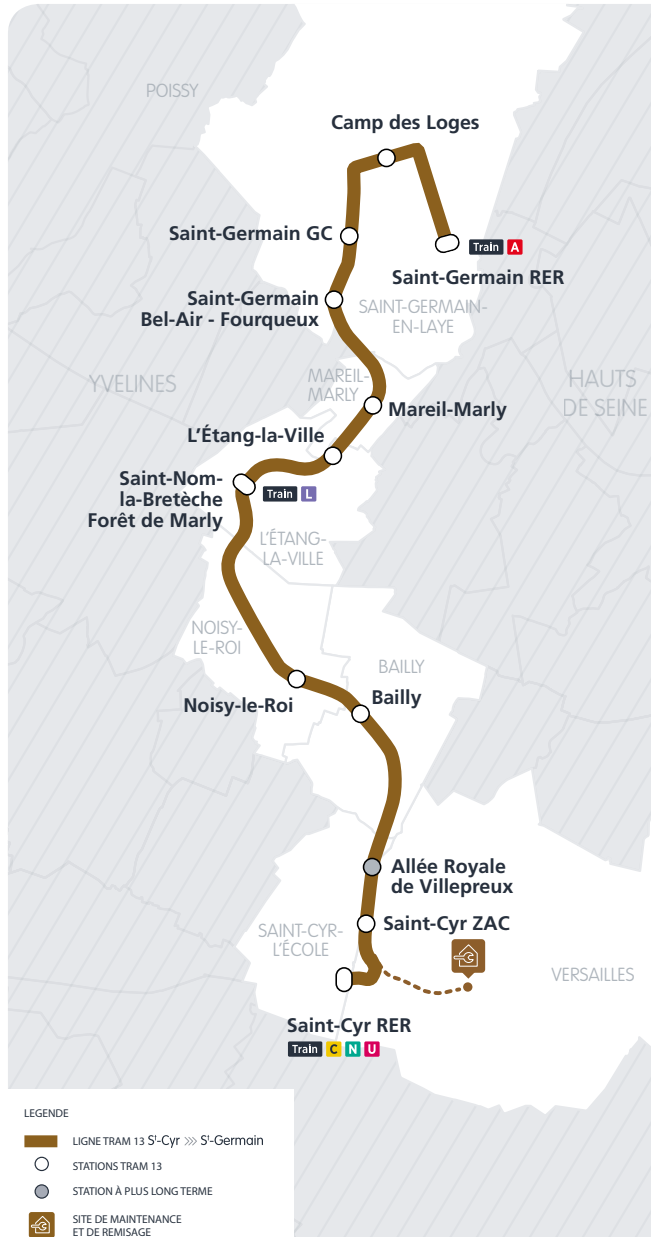 POISSY
Camp des Loges
Saint-Germain GC
Train A
Saint-Germain RER
Saint-Germain
Bel-Air - Fourqueux
SAINT-GERMAIN-
EN-LAYE
YVELINES
MAREIL-
MARLY
HAUTS
DE SEINE
Mareil-Marly
L'Étang-la-Ville
Saint-Nom-
la-Bretèche
Forêt de Marly
Train L
L'ÉTANG-
LA-VILLE
NOISY-
LE-ROI
BAILLY
Noisy-le-Roi
Bailly
Allée Royale
de Villepreux
Saint-Cyr ZAC
SAINT-CYR-
L'ÉCOLE
VERSAILLES
Saint-Cyr RER
Train C N U
LEGENDE
LIGNE TRAM 13 Sᵗ-Cyr >>> Sᵗ-Germain
STATIONS TRAM 13
STATION À PLUS LONG TERME
SITE DE MAINTENANCE
ET DE REMISAGE